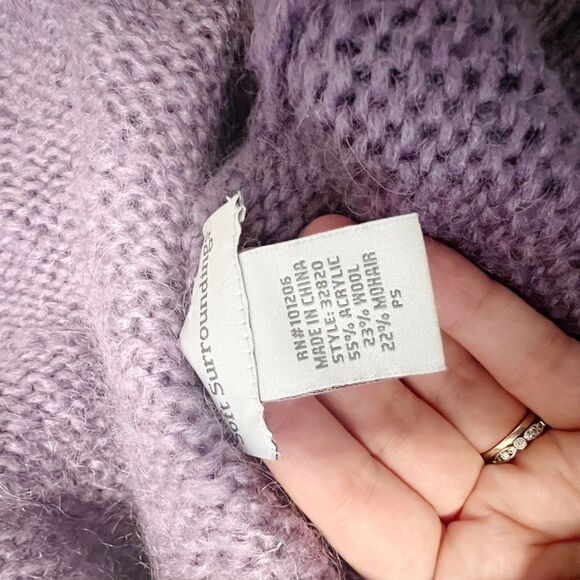 Soft Surroundings
RN#101206
MADE IN CHINA
STYLE: 32820
55% ACRYLIC
23% WOOL
22% MOHAIR
PS